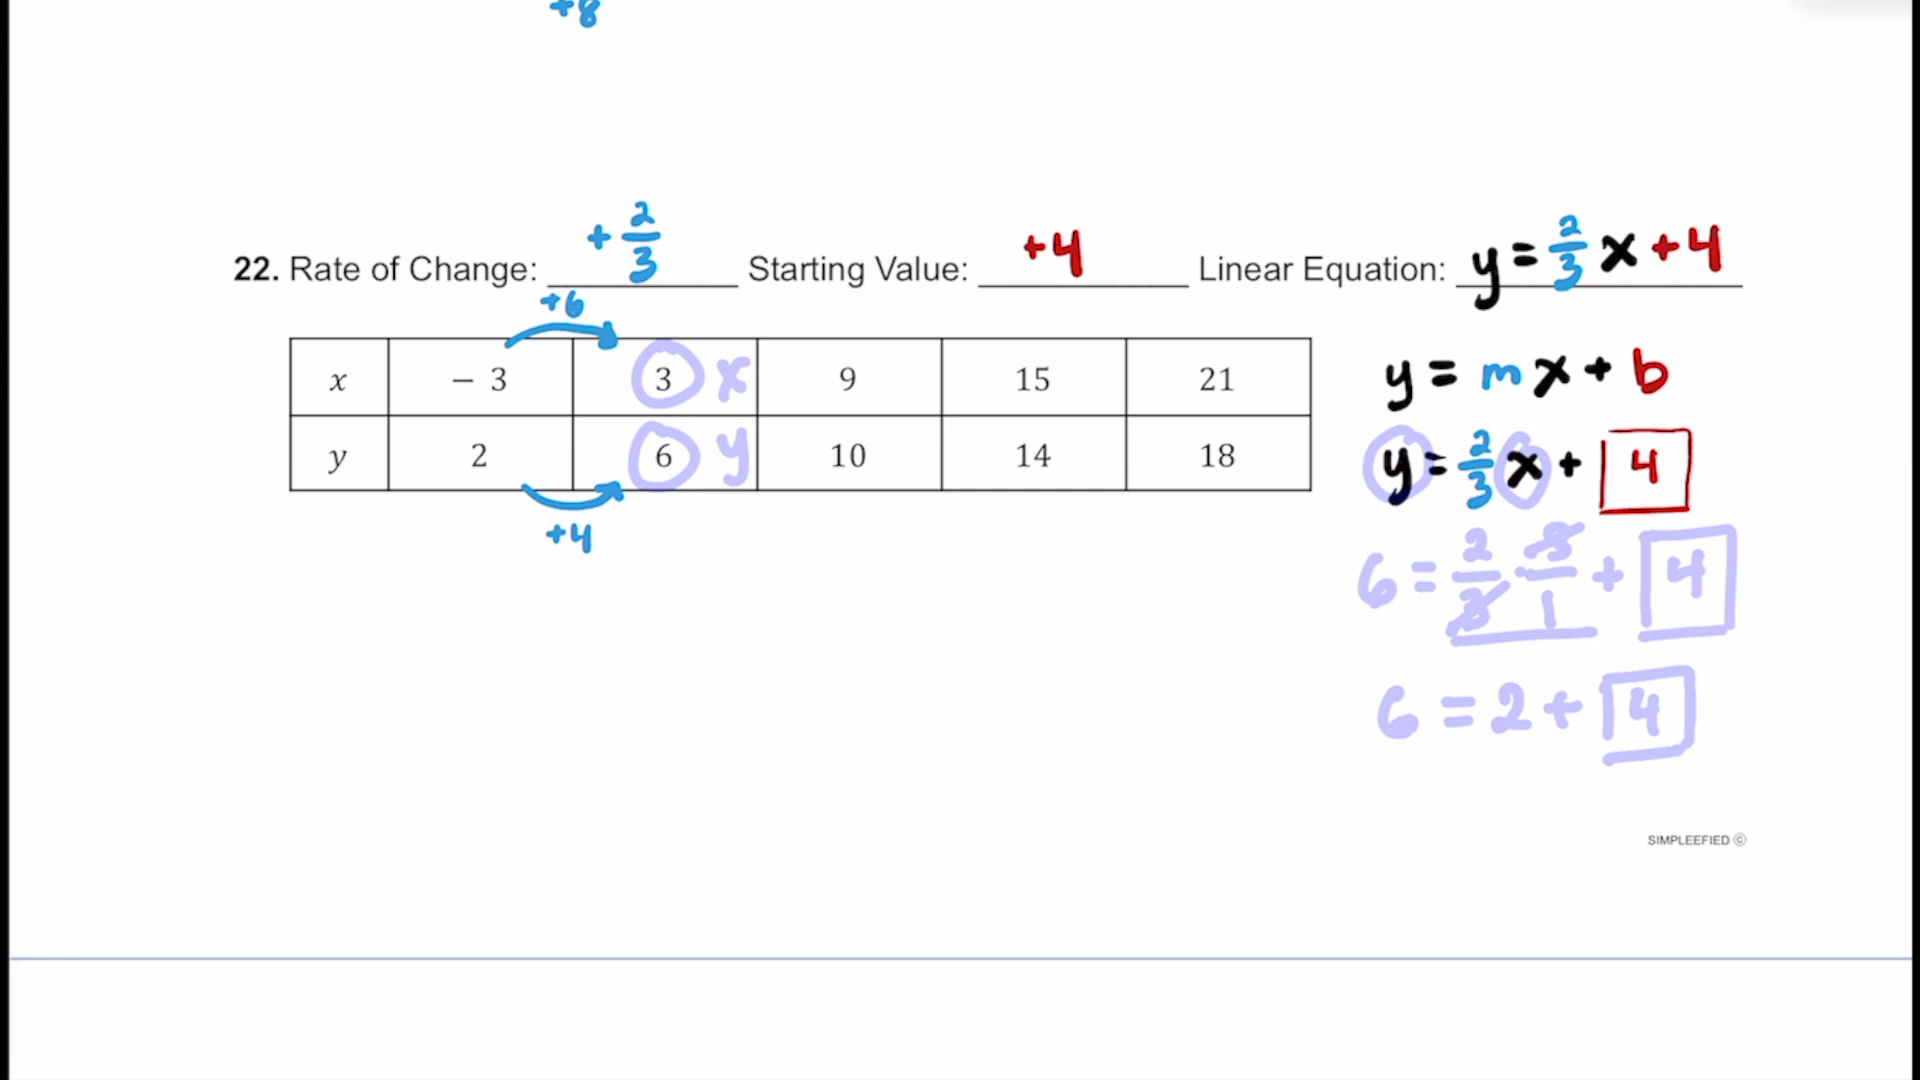 +8
22. Rate of Change: +2/3 Starting Value: +4 Linear Equation: y = 2/3 x + 4
+6
x − 3 3 x 9 15 21
y 2 6 y 10 14 18
+4
y = mx + b
y = 2/3 x + 4
6 = 2/3 · 3/1 + 4
6 = 2 + 4
SIMPLEEFIED ©